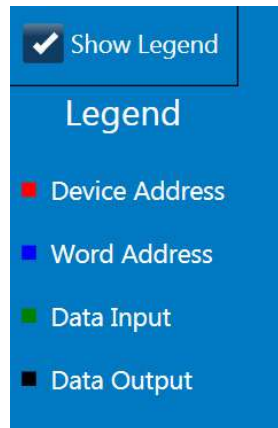 Show Legend
Legend
Device Address
Word Address
Data Input
Data Output